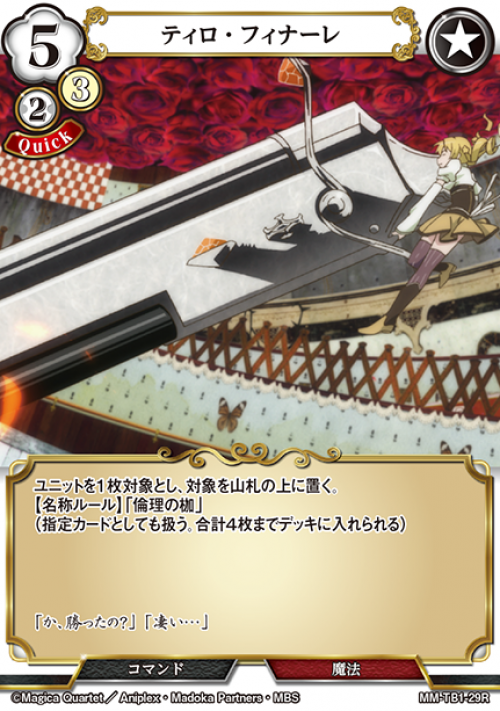 5
ティロ・フィナーレ
2
3
Quick
ユニットを1枚対象とし、対象を山札の上に置く。
【名称ルール】「倫理の枷」
（指定カードとしても扱う。合計4枚までデッキに入れられる）
「か、勝ったの?」「凄い…」
コマンド
魔法
©Magica Quartet／Aniplex・Madoka Partners・MBS
MM-TB1-29R